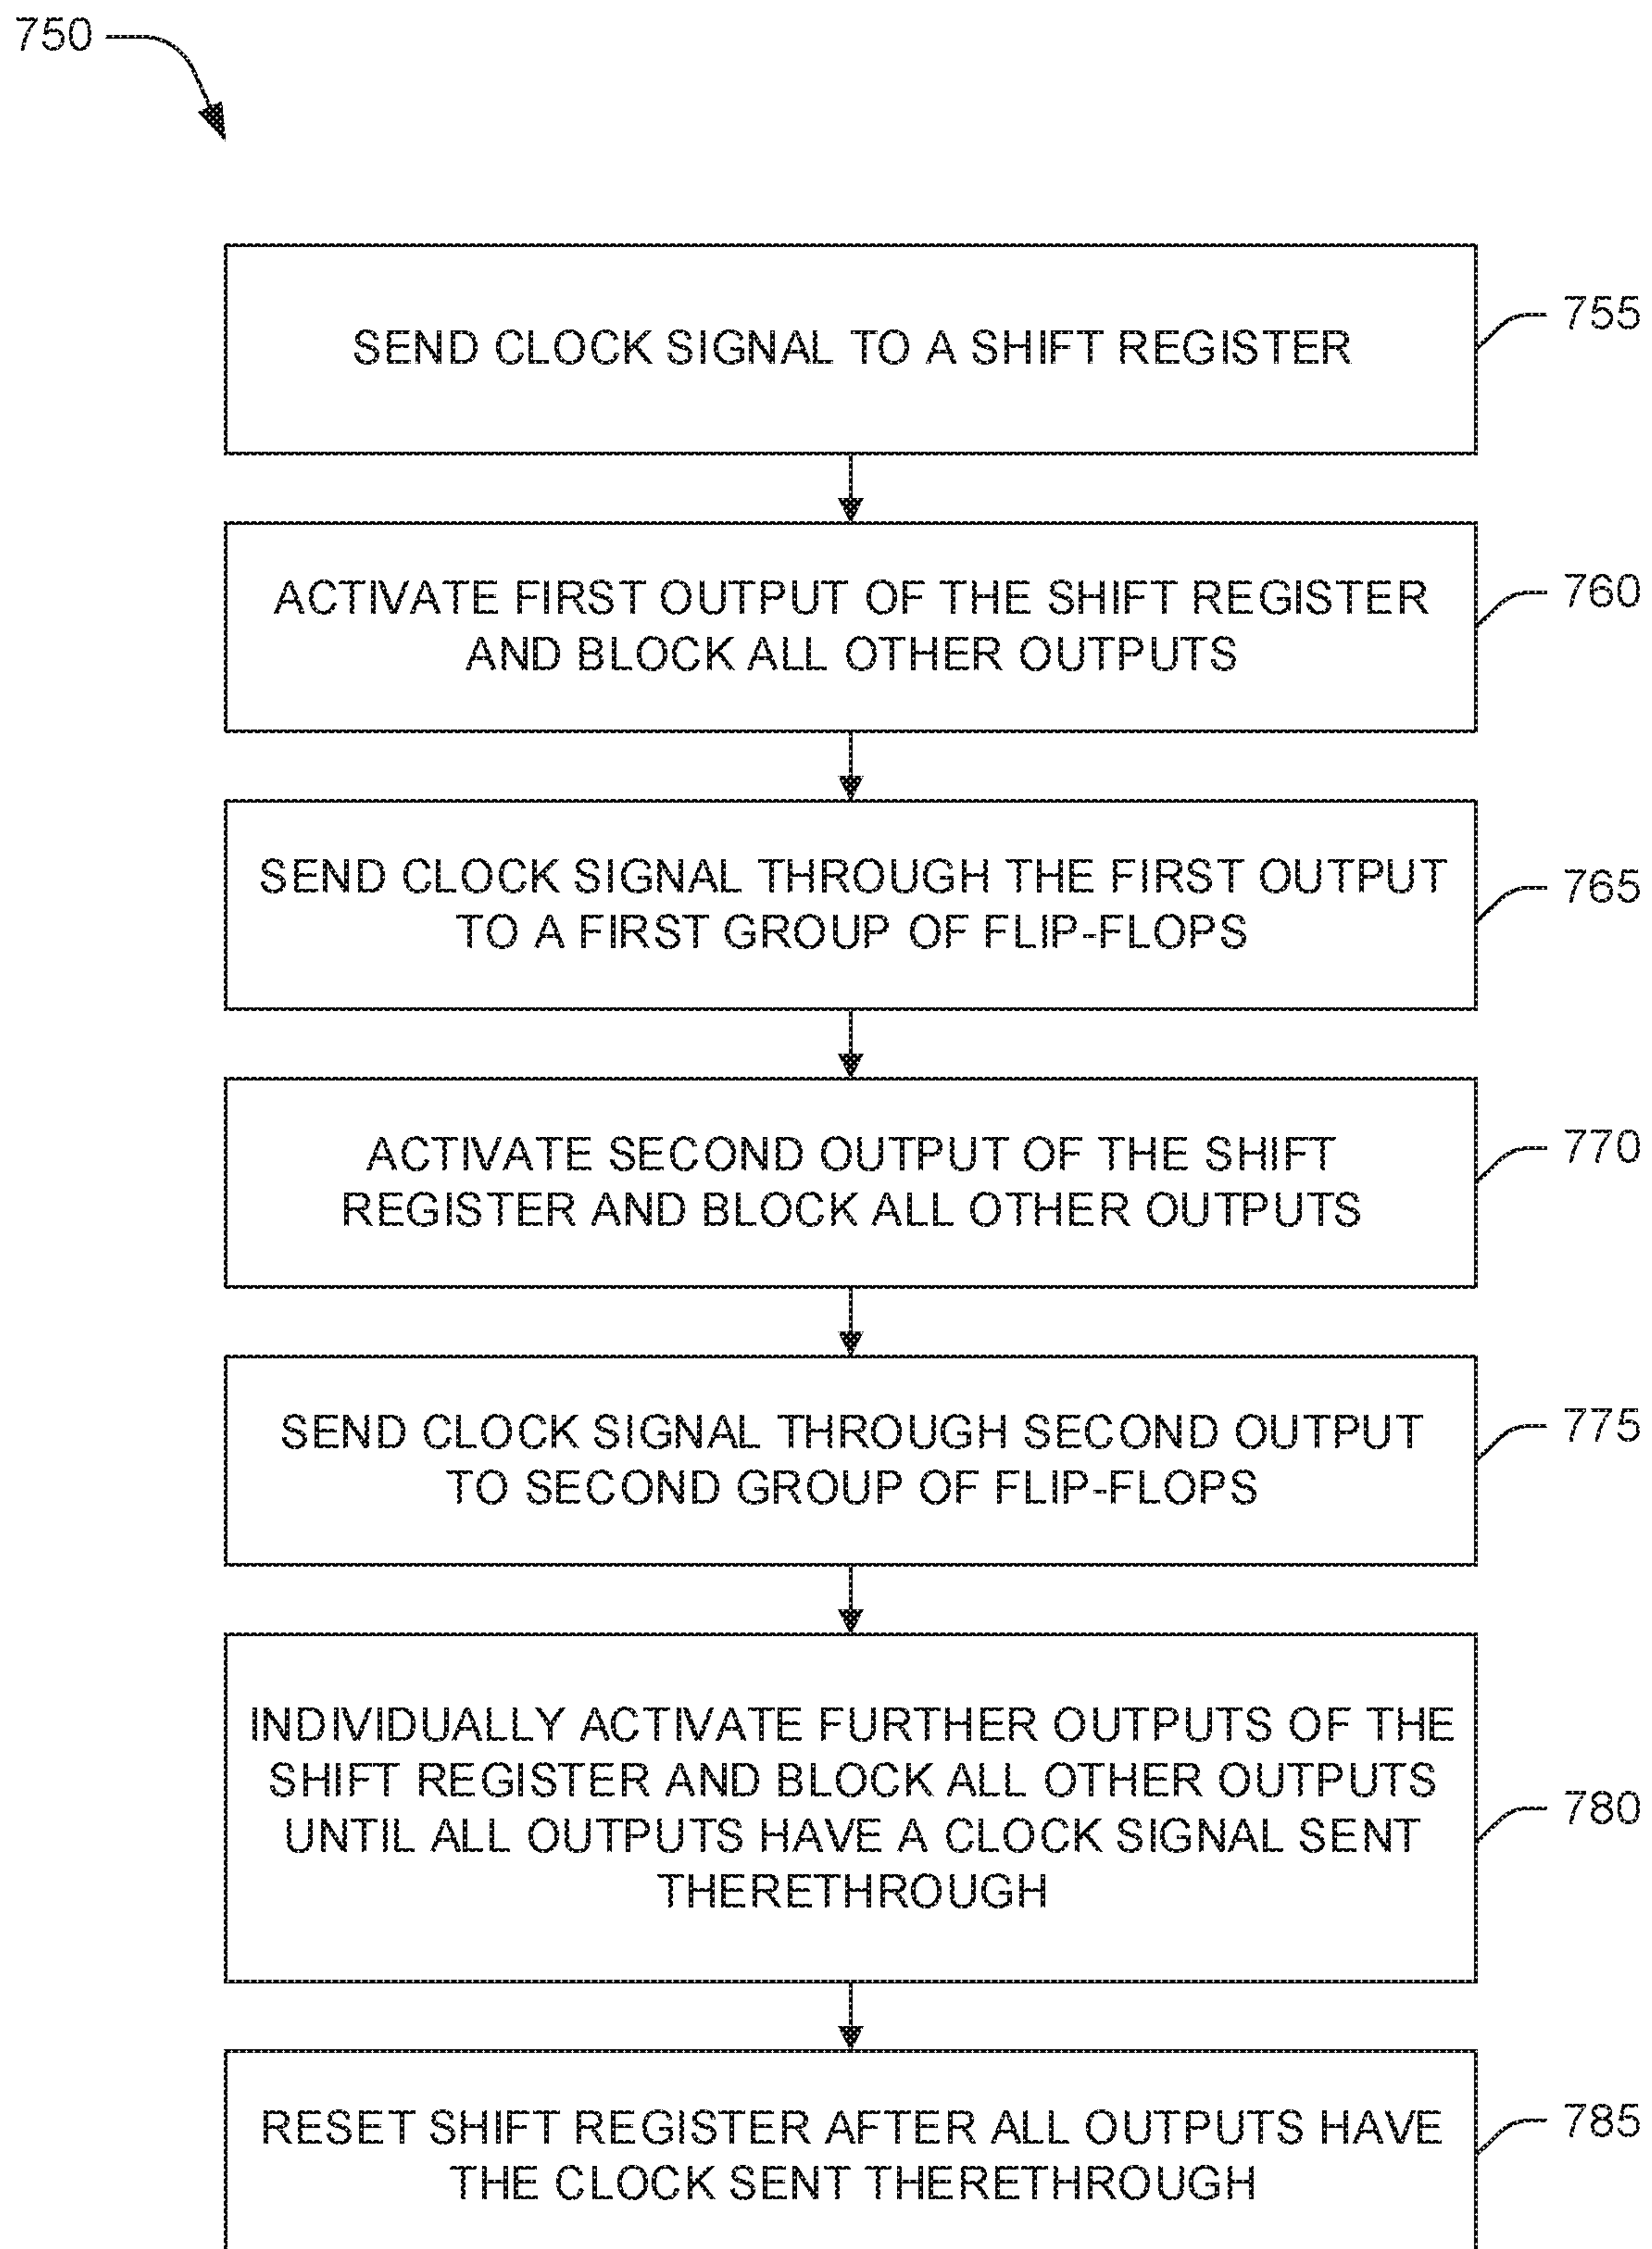 750
SEND CLOCK SIGNAL TO A SHIFT REGISTER
755
ACTIVATE FIRST OUTPUT OF THE SHIFT REGISTER
AND BLOCK ALL OTHER OUTPUTS
760
SEND CLOCK SIGNAL THROUGH THE FIRST OUTPUT
TO A FIRST GROUP OF FLIP-FLOPS
765
ACTIVATE SECOND OUTPUT OF THE SHIFT
REGISTER AND BLOCK ALL OTHER OUTPUTS
770
SEND CLOCK SIGNAL THROUGH SECOND OUTPUT
TO SECOND GROUP OF FLIP-FLOPS
775
INDIVIDUALLY ACTIVATE FURTHER OUTPUTS OF THE
SHIFT REGISTER AND BLOCK ALL OTHER OUTPUTS
UNTIL ALL OUTPUTS HAVE A CLOCK SIGNAL SENT
THERETHROUGH
780
RESET SHIFT REGISTER AFTER ALL OUTPUTS HAVE
THE CLOCK SENT THERETHROUGH
785